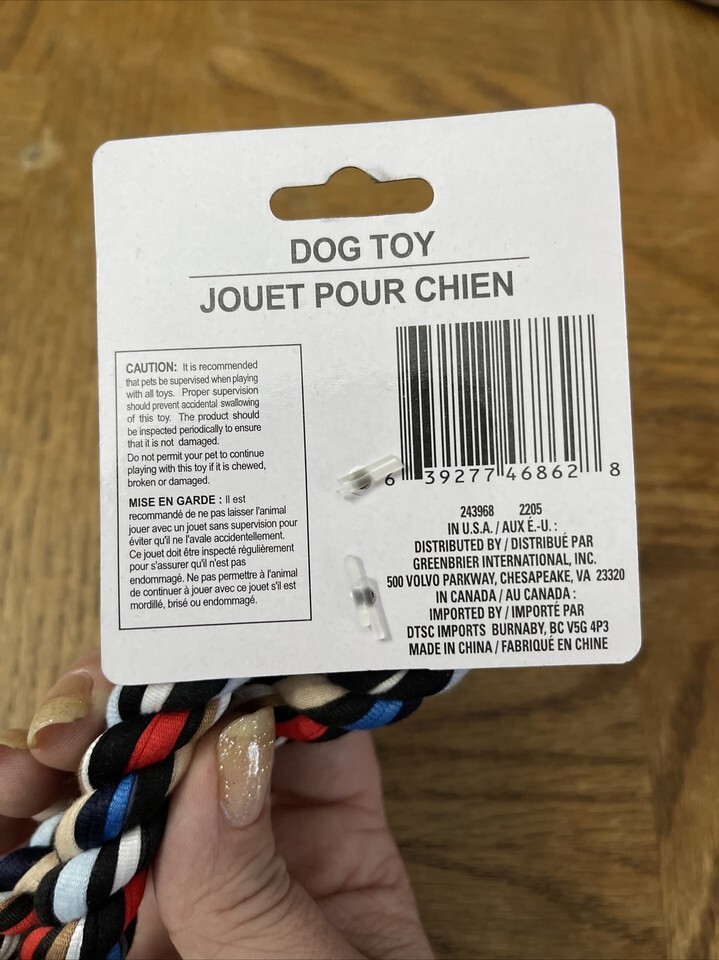 DOG TOY
JOUET POUR CHIEN
CAUTION: It is recommended
that pets be supervised when playing
with all toys. Proper supervision
should prevent accidental swallowing
of this toy. The product should
be inspected periodically to ensure
that it is not damaged.
Do not permit your pet to continue
playing with this toy if it is chewed,
broken or damaged.
MISE EN GARDE : Il est
recommandé de ne pas laisser l'animal
jouer avec un jouet sans supervision pour
éviter qu'il ne l'avale accidentellement.
Ce jouet doit être inspecté régulièrement
pour s'assurer qu'il n'est pas
endommagé. Ne pas permettre à l'animal
de continuer à jouer avec ce jouet s'il est
mordillé, brisé ou endommagé.
6 39277 46862 8
243968 2205
IN U.S.A. / AUX É.-U. :
DISTRIBUTED BY / DISTRIBUÉ PAR
GREENBRIER INTERNATIONAL, INC.
500 VOLVO PARKWAY, CHESAPEAKE, VA 23320
IN CANADA / AU CANADA :
IMPORTED BY / IMPORTÉ PAR
DTSC IMPORTS BURNABY, BC V5G 4P3
MADE IN CHINA / FABRIQUÉ EN CHINE